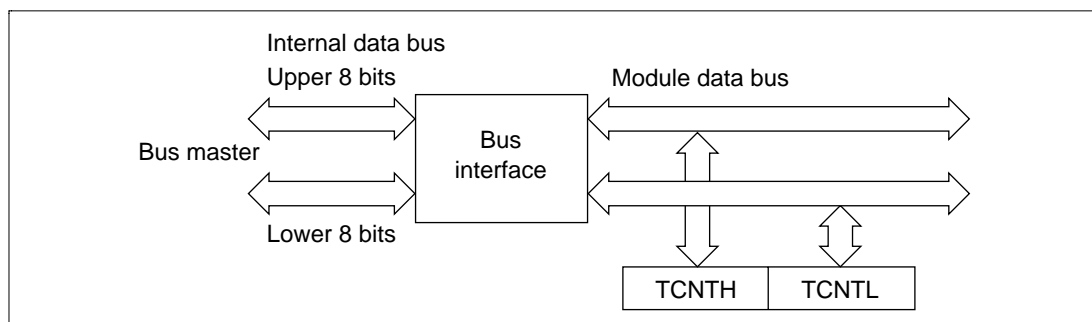 Internal data bus
Upper 8 bits
Module data bus
Bus
interface
Bus master
Lower 8 bits
TCNTH
TCNTL